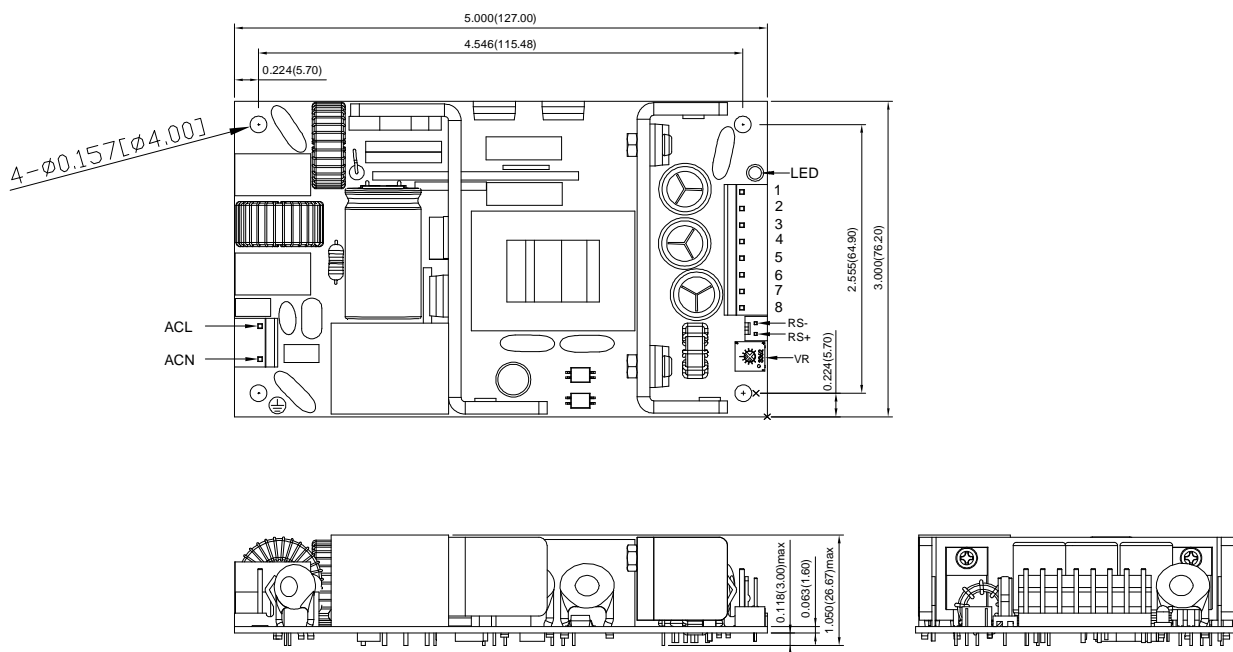 5.000(127.00)
4.546(115.48)
0.224(5.70)
4-Ø0.157[Ø4.00]
LED
1
2
3
4
5
6
7
8
RS-
RS+
VR
ACL
ACN
2.555(64.90)
3.000(76.20)
0.224(5.70)
0.118(3.00)max
0.063(1.60)
1.050(26.67)max